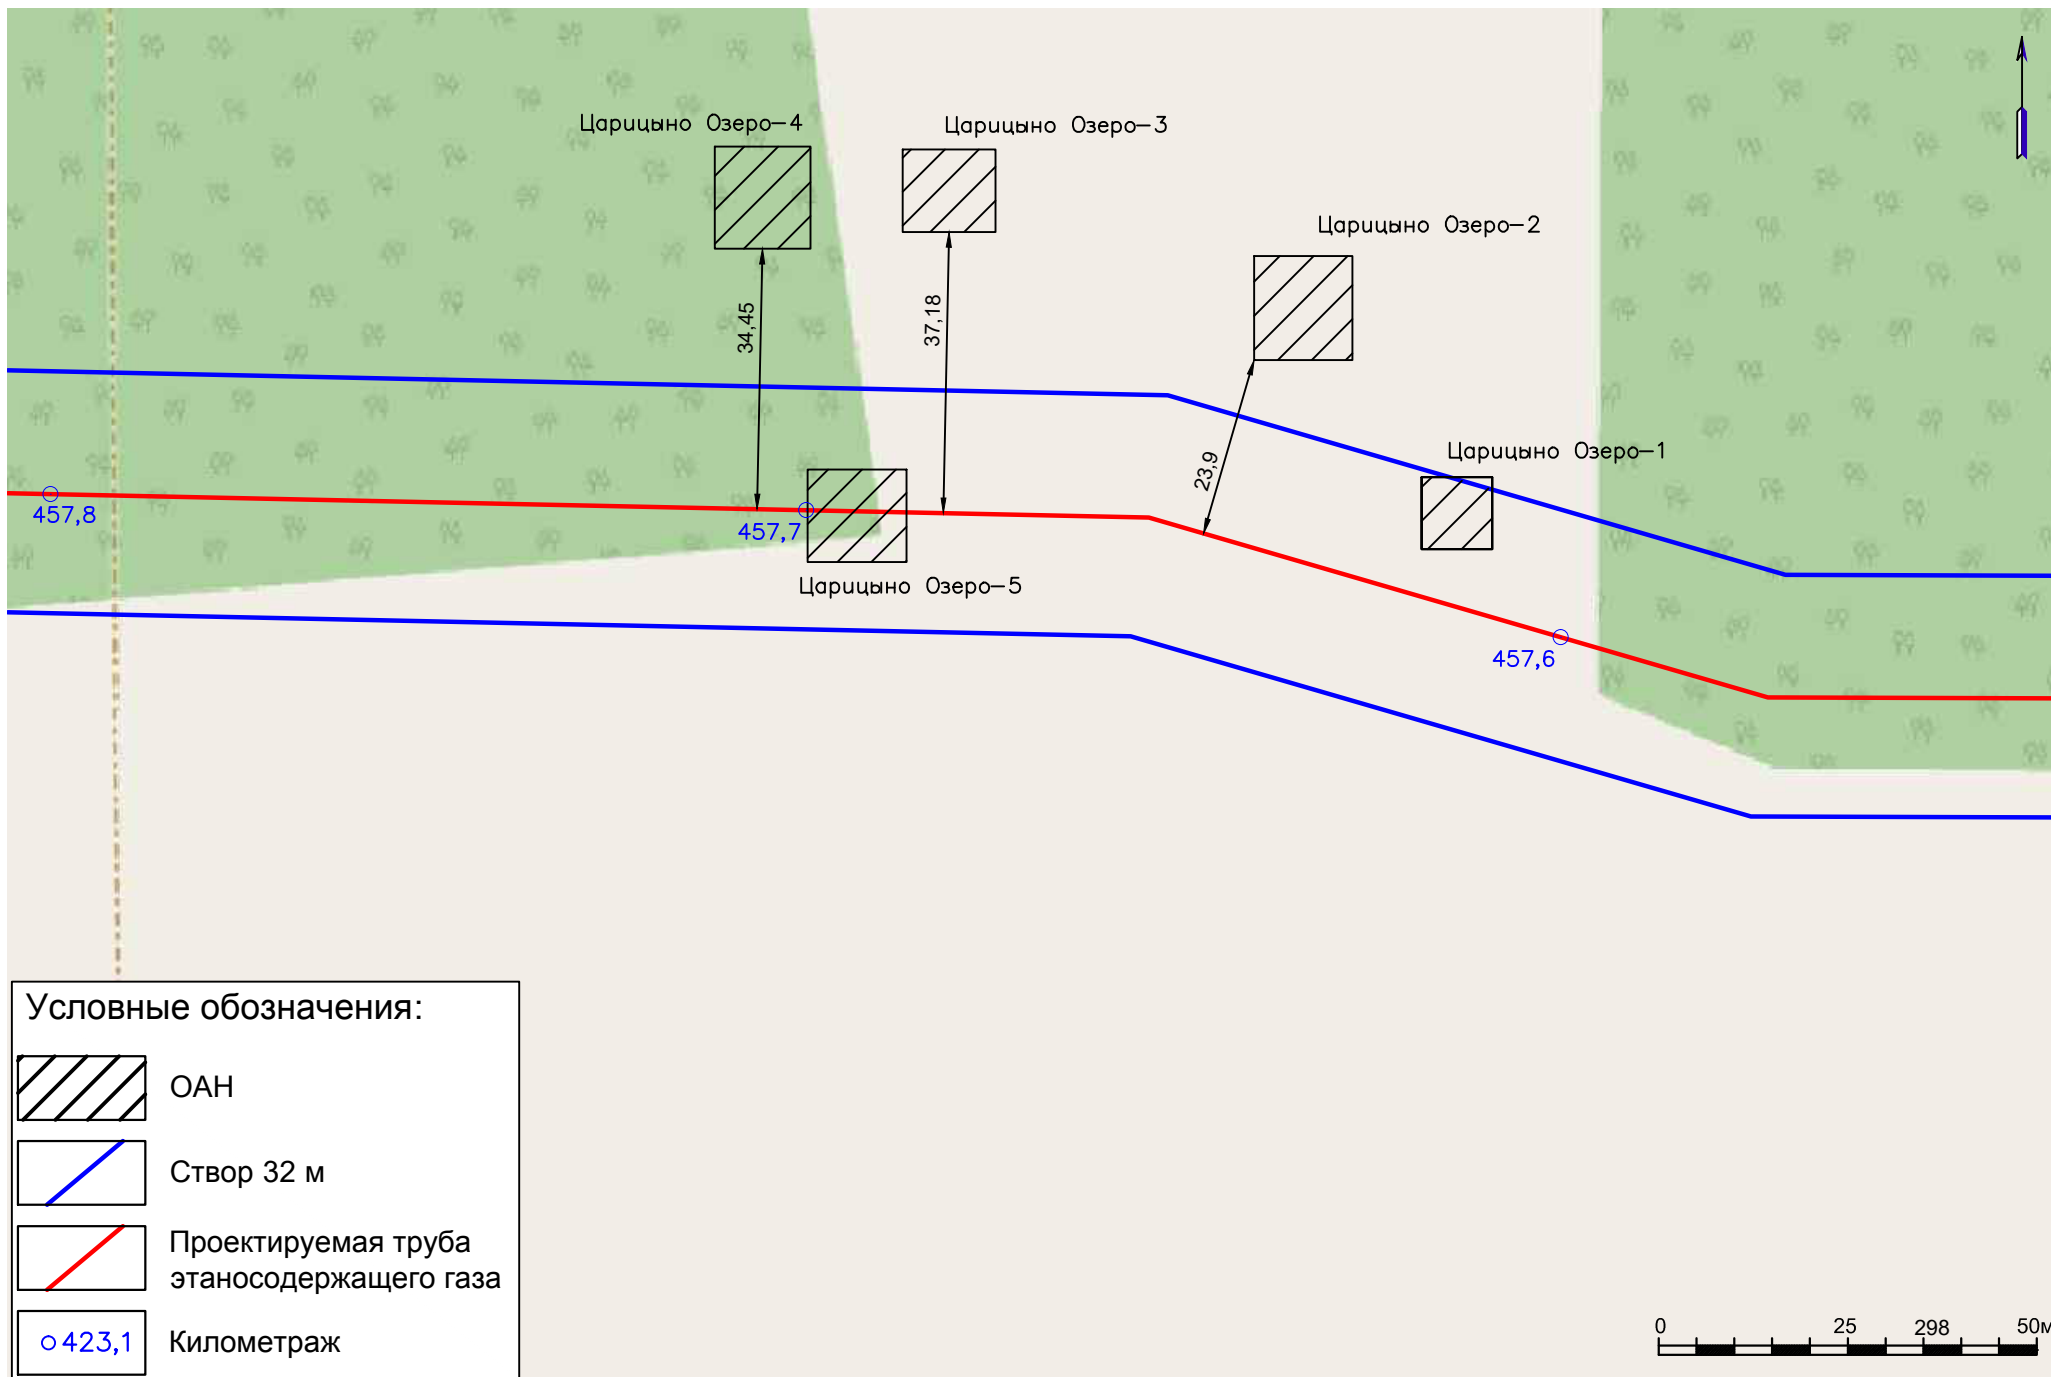 Царицыно Озеро-4
Царицыно Озеро-3
Царицыно Озеро-2
34,45
37,18
23,9
Царицыно Озеро-1
457,8
457,7
Царицыно Озеро-5
457,6
Условные обозначения:
ОАН
Створ 32 м
Проектируемая труба
этаносодержащего газа
423,1 Километраж
0 25 298 50м